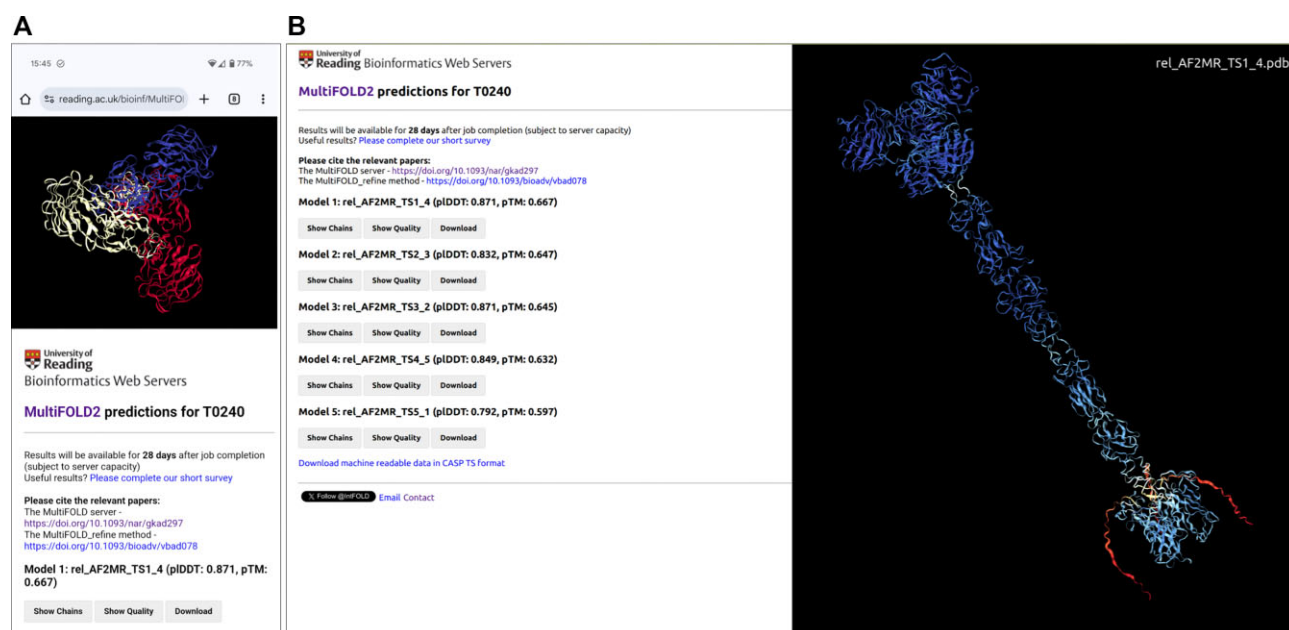 A
15:45
77%
reading.ac.uk/bioinf/MultiFOl
8
University of
Reading
Bioinformatics Web Servers
MultiFOLD2 predictions for T0240
Results will be available for 28 days after job completion
(subject to server capacity)
Useful results? Please complete our short survey
Please cite the relevant papers:
The MultiFOLD server -
https://doi.org/10.1093/nar/gkad297
The MultiFOLD_refine method -
https://doi.org/10.1093/bioadv/vbad078
Model 1: rel_AF2MR_TS1_4 (plDDT: 0.871, pTM:
0.667)
Show Chains Show Quality Download
B
University of
Reading Bioinformatics Web Servers
MultiFOLD2 predictions for T0240
Results will be available for 28 days after job completion (subject to server capacity)
Useful results? Please complete our short survey
Please cite the relevant papers:
The MultiFOLD server - https://doi.org/10.1093/nar/gkad297
The MultiFOLD_refine method - https://doi.org/10.1093/bioadv/vbad078
Model 1: rel_AF2MR_TS1_4 (plDDT: 0.871, pTM: 0.667)
Show Chains Show Quality Download
Model 2: rel_AF2MR_TS2_3 (plDDT: 0.832, pTM: 0.647)
Show Chains Show Quality Download
Model 3: rel_AF2MR_TS3_2 (plDDT: 0.871, pTM: 0.645)
Show Chains Show Quality Download
Model 4: rel_AF2MR_TS4_5 (plDDT: 0.849, pTM: 0.632)
Show Chains Show Quality Download
Model 5: rel_AF2MR_TS5_1 (plDDT: 0.792, pTM: 0.597)
Show Chains Show Quality Download
Download machine readable data in CASP TS format
X Follow @IntFOLD Email Contact
rel_AF2MR_TS1_4.pdb